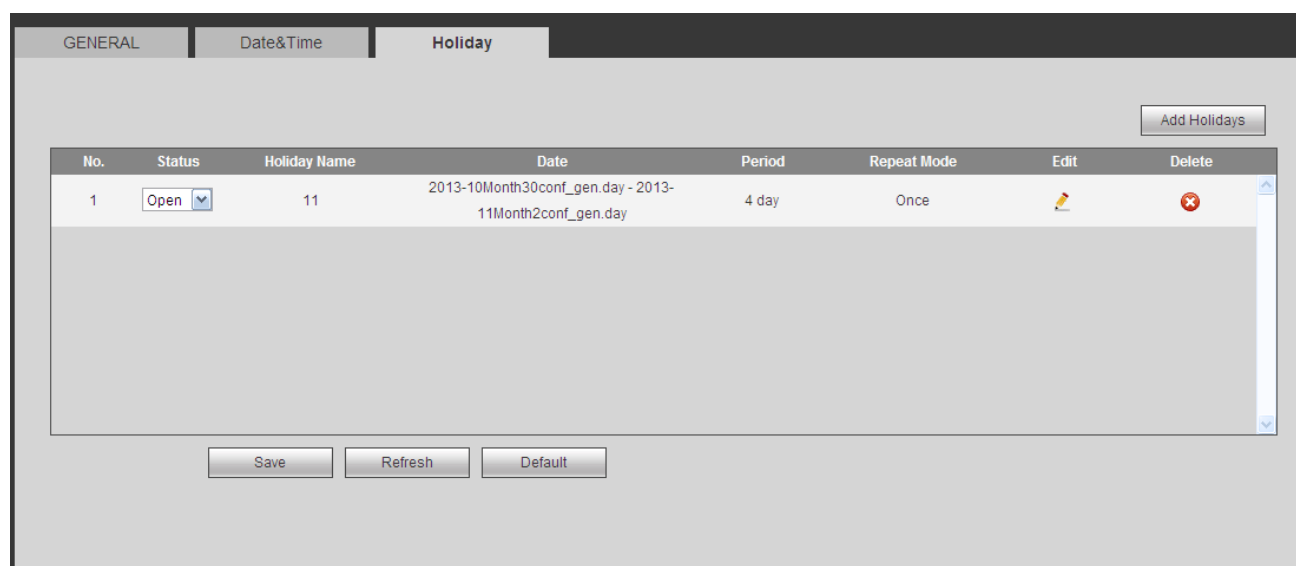 GENERAL Date&Time Holiday
Add Holidays
No. Status Holiday Name Date Period Repeat Mode Edit Delete
1 Open 11 2013-10Month30conf_gen.day - 2013- 4 day Once
11Month2conf_gen.day
Save Refresh Default